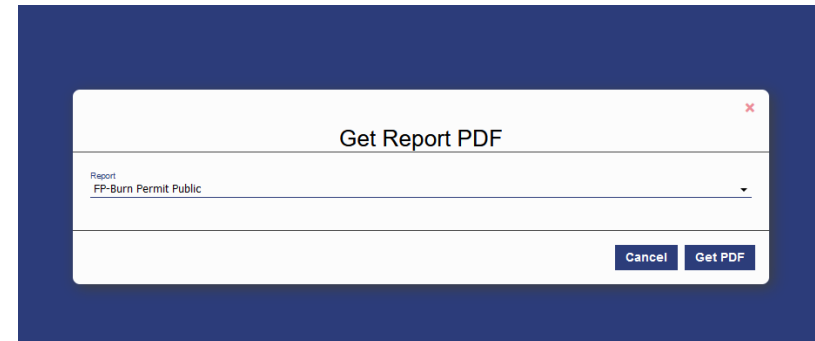 ×
Get Report PDF
Report
FP-Burn Permit Public
Cancel Get PDF